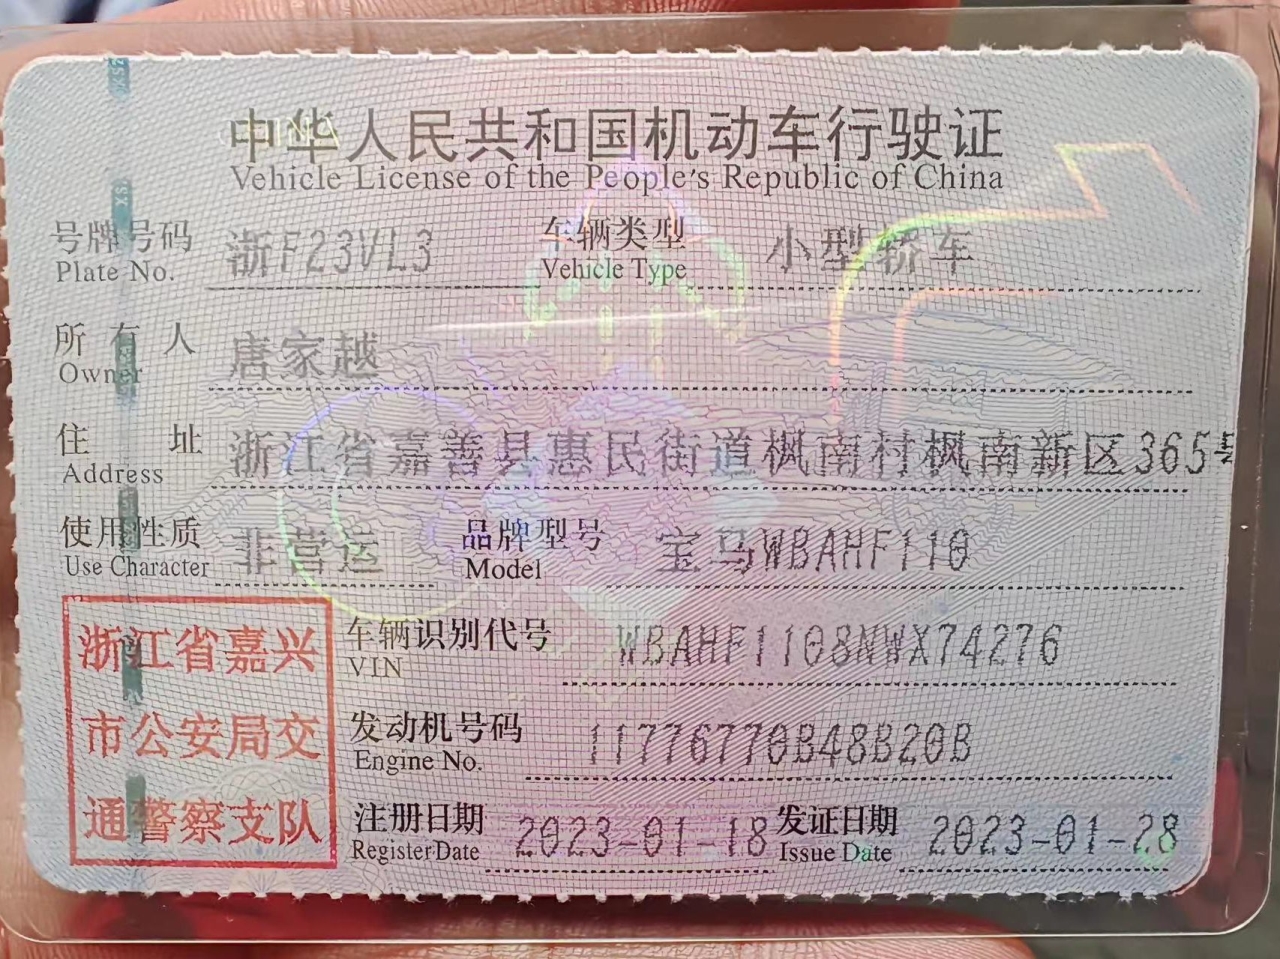 中华人民共和国机动车行驶证
Vehicle License of the People's Republic of China
号牌号码 浙F23VL3 车辆类型 小型轿车
Plate No. Vehicle Type
所有人 唐家越
Owner
住址 浙江省嘉善县惠民街道枫南村枫南新区365号
Address
使用性质 非营运 品牌型号 宝马WBAHF110
Use Character Model
浙江省嘉兴
市公安局交
通警察支队
车辆识别代号 WBAHF1108NWX74276
VIN
发动机号码 11776770B48B20B
Engine No.
注册日期 2023-01-18 发证日期 2023-01-28
Register Date Issue Date